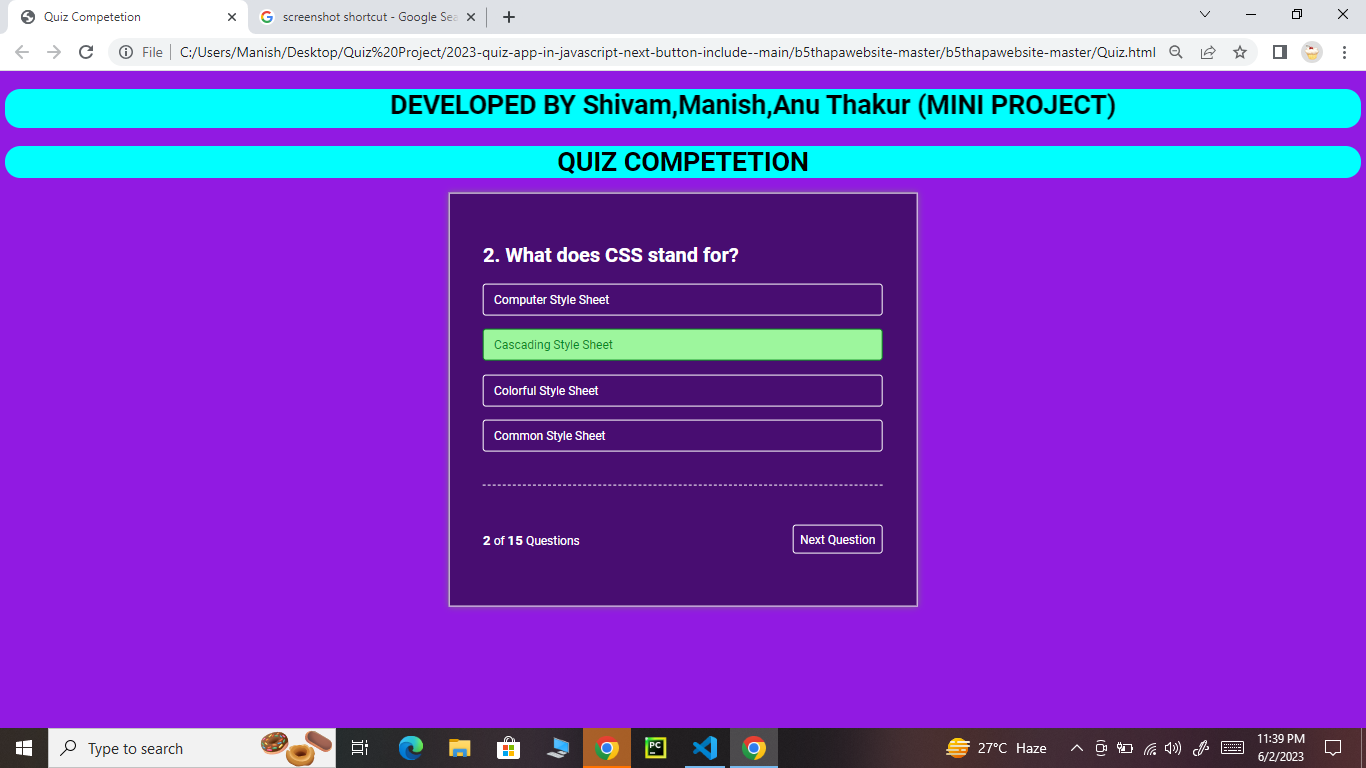 Quiz Competetion
screenshot shortcut - Google Sea
File
C:/Users/Manish/Desktop/Quiz%20Project/2023-quiz-app-in-javascript-next-button-include--main/b5thapawebsite-master/b5thapawebsite-master/Quiz.html
DEVELOPED BY Shivam,Manish,Anu Thakur (MINI PROJECT)
QUIZ COMPETETION
2. What does CSS stand for?
Computer Style Sheet
Cascading Style Sheet
Colorful Style Sheet
Common Style Sheet
2 of 15 Questions
Next Question
Type to search
PC
27°C Haze
11:39 PM
6/2/2023